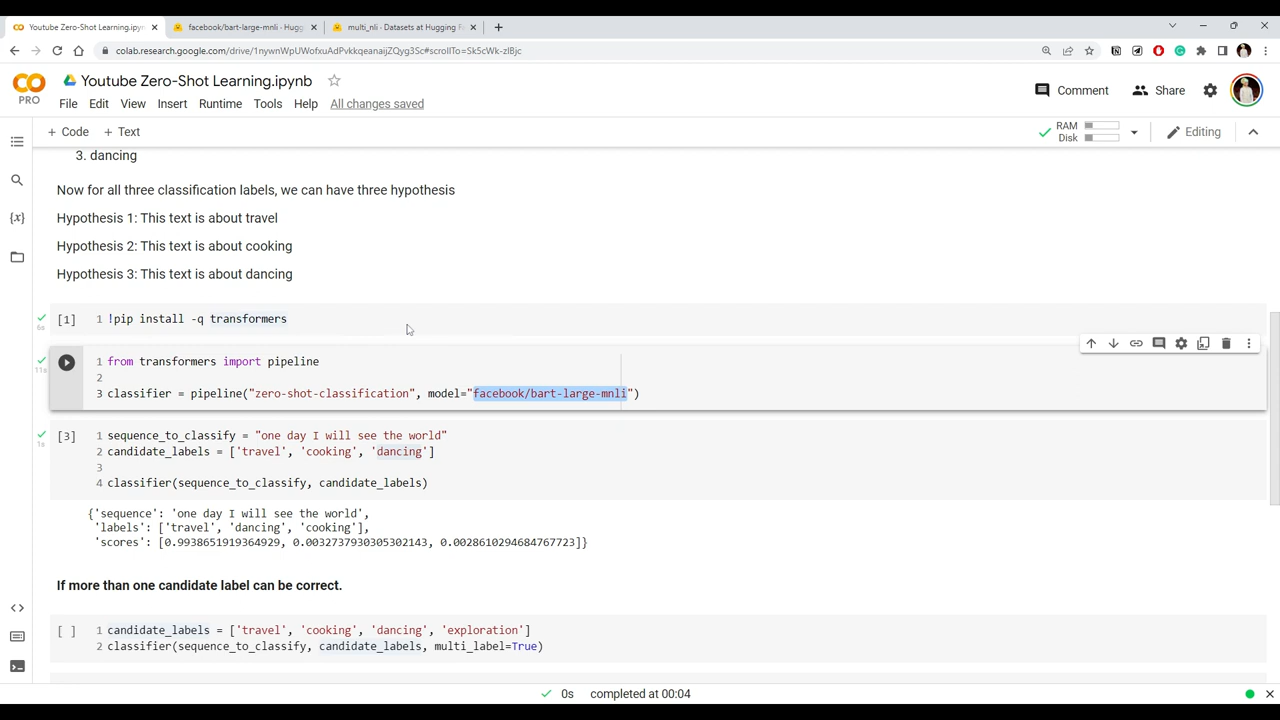 Youtube Zero-Shot Learning.ipyn
facebook/bart-large-mnli · Hugg
multi_nli · Datasets at Hugging F
colab.research.google.com/drive/1nywnWpUWofxuAdPvkkqeanaijZQyg3Sc#scrollTo=Sk5cWk-zlBjc
PRO
Youtube Zero-Shot Learning.ipynb
File Edit View Insert Runtime Tools Help All changes saved
Comment Share
+ Code + Text
RAM
Disk
Editing
3. dancing
Now for all three classification labels, we can have three hypothesis
Hypothesis 1: This text is about travel
Hypothesis 2: This text is about cooking
Hypothesis 3: This text is about dancing
6s [1] 1 !pip install -q transformers
11s 1 from transformers import pipeline
2
3 classifier = pipeline("zero-shot-classification", model="facebook/bart-large-mnli")
1s [3] 1 sequence_to_classify = "one day I will see the world"
2 candidate_labels = ['travel', 'cooking', 'dancing']
3
4 classifier(sequence_to_classify, candidate_labels)
{'sequence': 'one day I will see the world',
'labels': ['travel', 'dancing', 'cooking'],
'scores': [0.9938651919364929, 0.0032737930305302143, 0.0028610294684767723]}
If more than one candidate label can be correct.
[ ] 1 candidate_labels = ['travel', 'cooking', 'dancing', 'exploration']
2 classifier(sequence_to_classify, candidate_labels, multi_label=True)
0s completed at 00:04